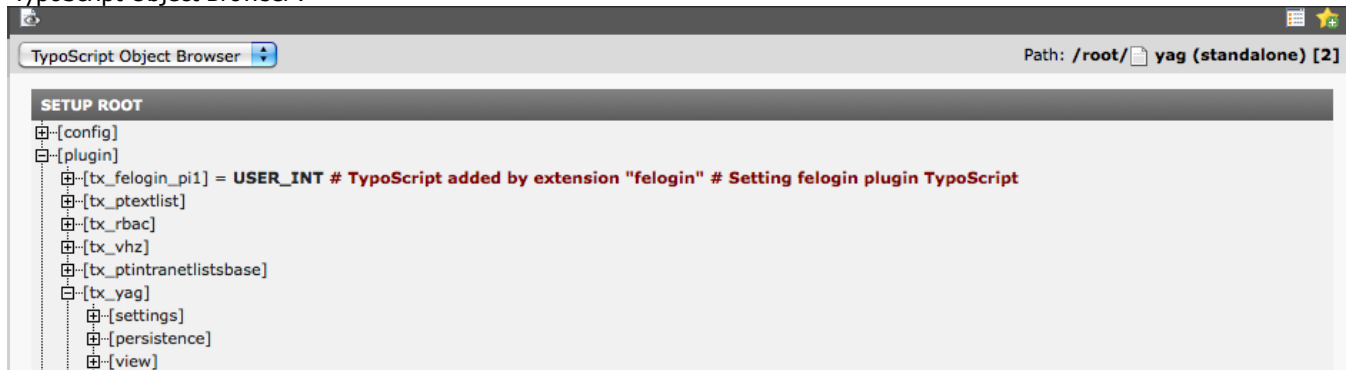 TypoScript Object Browser
Path: /root/ yag (standalone) [2]
SETUP ROOT
[config]
[plugin]
[tx_felogin_pi1] = USER_INT # TypoScript added by extension "felogin" # Setting felogin plugin TypoScript
[tx_ptextlist]
[tx_rbac]
[tx_vhz]
[tx_ptintranetlistsbase]
[tx_yag]
[settings]
[persistence]
[view]